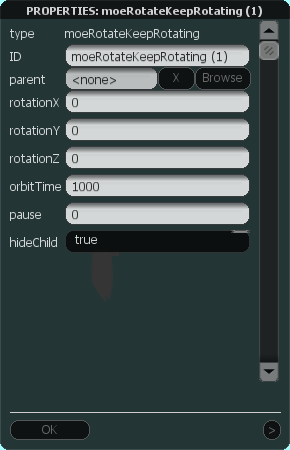 PROPERTIES: moeRotateKeepRotating (1)
type moeRotateKeepRotating
ID moeRotateKeepRotating (1)
parent <none> X Browse
rotationX 0
rotationY 0
rotationZ 0
orbitTime 1000
pause 0
hideChild true
OK >